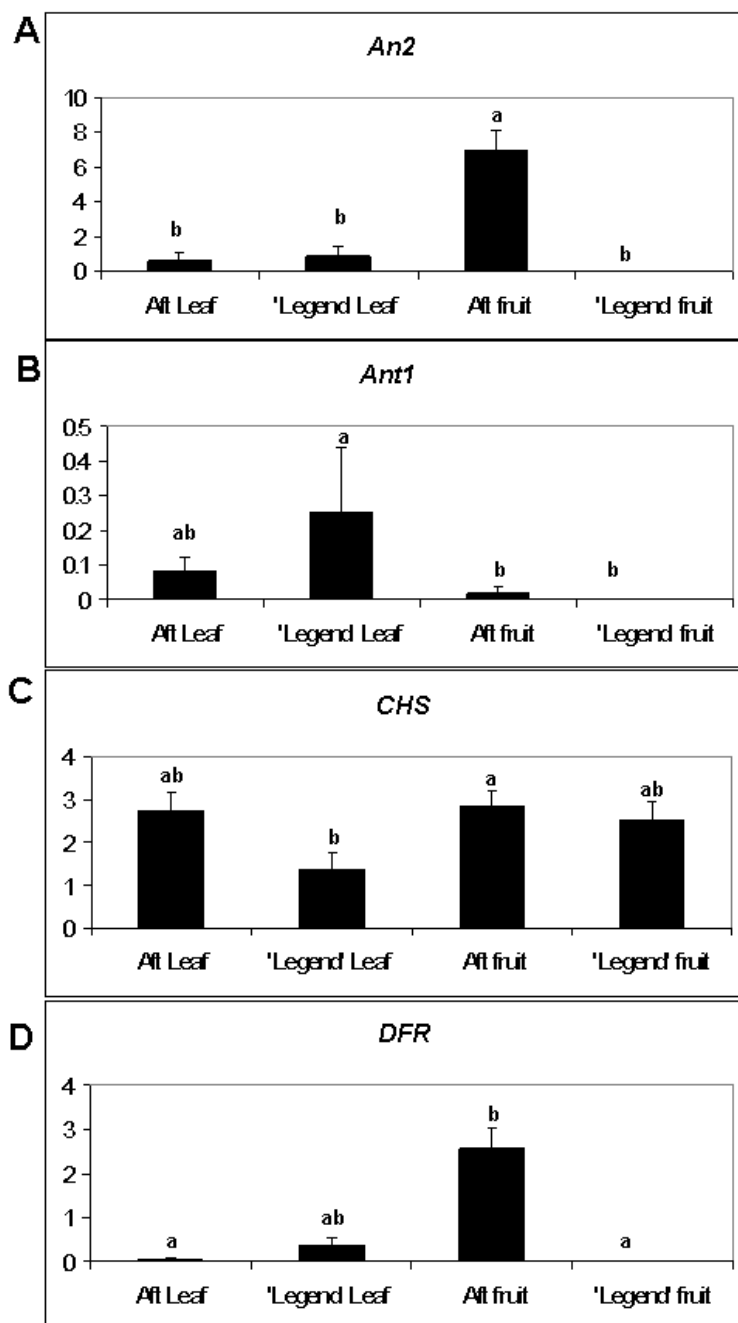 A
An2
10
8
6
4
2
0
b
b
a
b
Aft Leaf
'Legend Leaf
Aft fruit
'Legend fruit
B
Ant1
0.5
0.4
0.3
0.2
0.1
0
ab
a
b
b
Aft Leaf
'Legend Leaf
Aft fruit
'Legend fruit
C
CHS
4
3
2
1
0
ab
b
a
ab
Aft Leaf
'Legend' Leaf
Aft fruit
'Legend' fruit
D
DFR
4
3
2
1
0
a
ab
b
a
Aft Leaf
'Legend Leaf
Aft fruit
'Legend' fruit